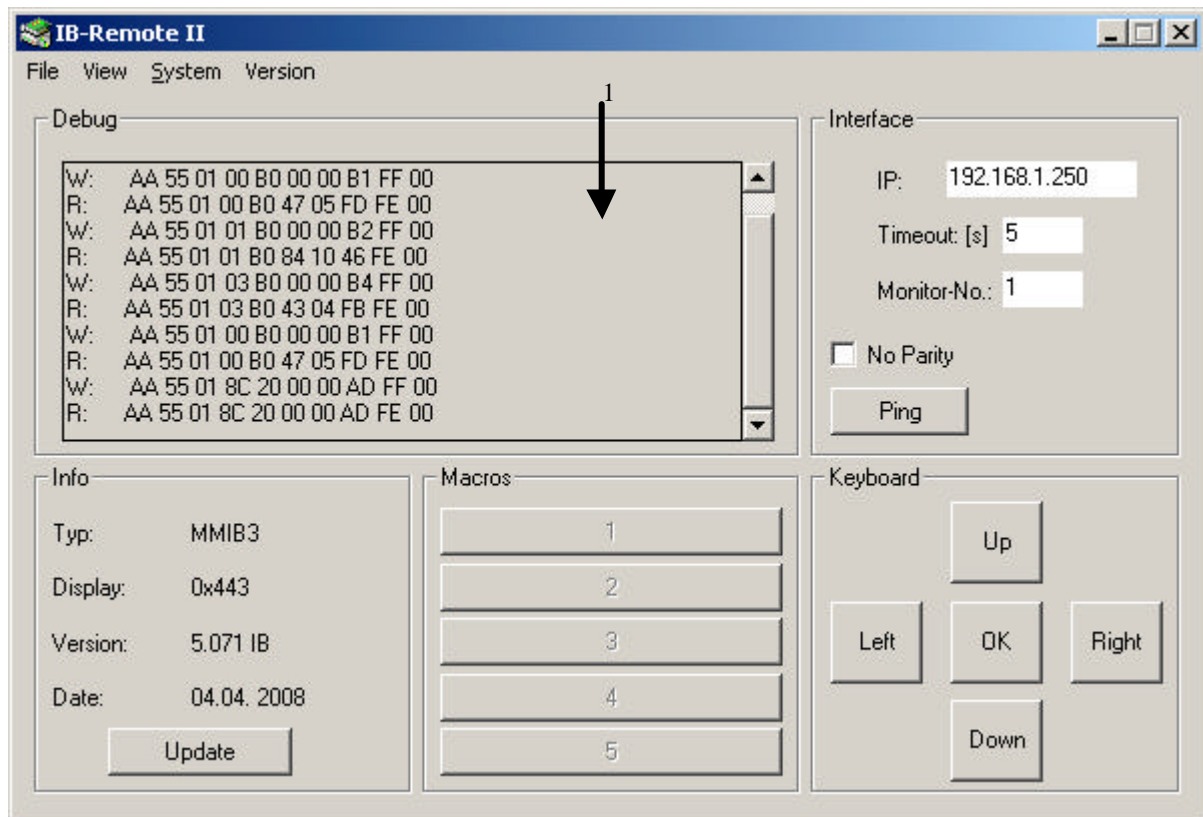 IB-Remote II
File View System Version
1
Debug
W: AA 55 01 00 B0 00 00 B1 FF 00
R: AA 55 01 00 B0 47 05 FD FE 00
W: AA 55 01 01 B0 00 00 B2 FF 00
R: AA 55 01 01 B0 84 10 46 FE 00
W: AA 55 01 03 B0 00 00 B4 FF 00
R: AA 55 01 03 B0 43 04 FB FE 00
W: AA 55 01 00 B0 00 00 B1 FF 00
R: AA 55 01 00 B0 47 05 FD FE 00
W: AA 55 01 8C 20 00 00 AD FF 00
R: AA 55 01 8C 20 00 00 AD FE 00
Interface
IP: 192.168.1.250
Timeout: [s] 5
Monitor-No.: 1
No Parity
Ping
Info
Typ: MMIB3
Display: 0x443
Version: 5.071 IB
Date: 04.04. 2008
Update
Macros
1
2
3
4
5
Keyboard
Up
Left OK Right
Down